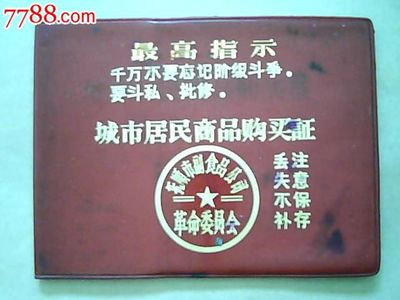 7788.com
最高指示
千万不要忘记阶级斗争。
要斗私、批修。
城市居民商品购买証
抚顺市副食品公司
革命委员会
注意保存
丢失不补